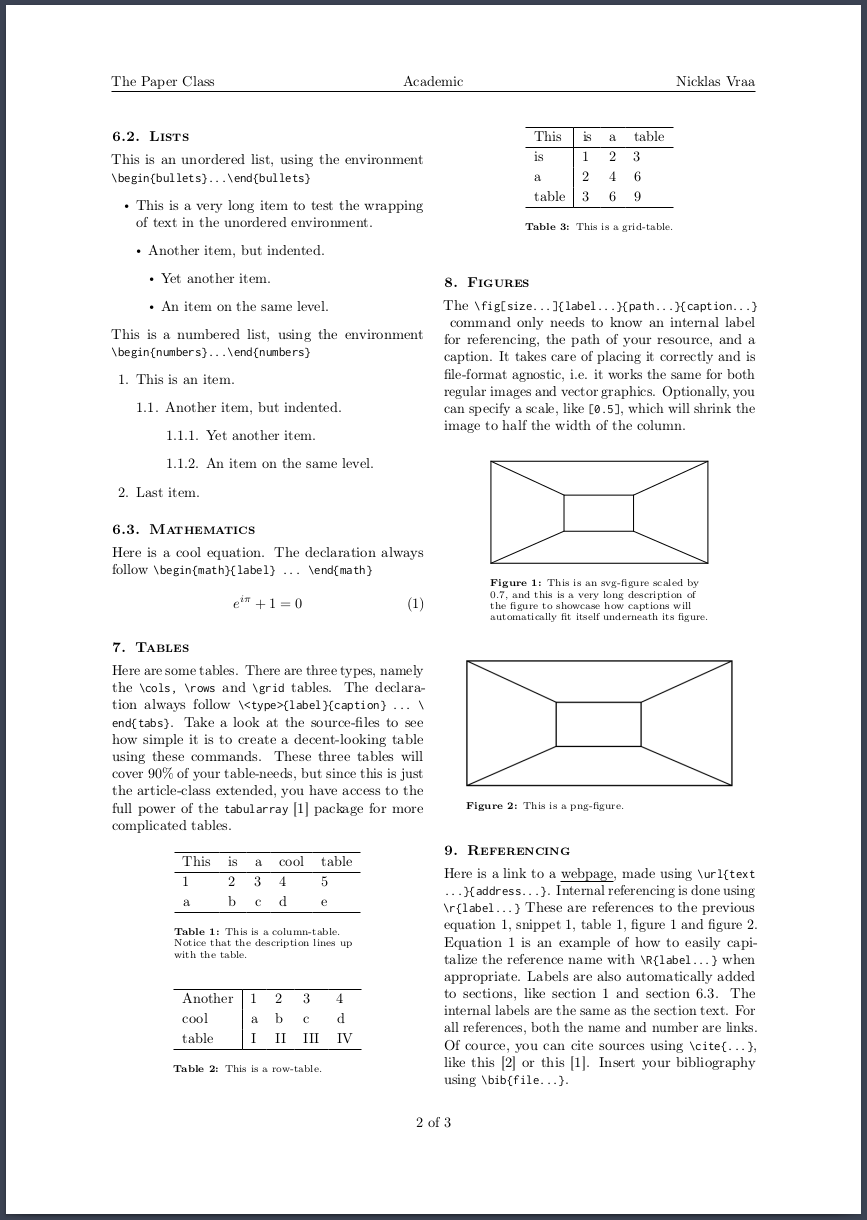 The Paper Class Academic Nicklas Vraa
6.2. Lists
This is an unordered list, using the environment
\begin{bullets}...\end{bullets}
• This is a very long item to test the wrapping
of text in the unordered environment.
• Another item, but indented.
• Yet another item.
• An item on the same level.
This is a numbered list, using the environment
\begin{numbers}...\end{numbers}
1. This is an item.
1.1. Another item, but indented.
1.1.1. Yet another item.
1.1.2. An item on the same level.
2. Last item.
6.3. Mathematics
Here is a cool equation. The declaration always
follow \begin{math}{label} ... \end{math}
e^{iπ} + 1 = 0 (1)
7. Tables
Here are some tables. There are three types, namely
the \cols, \rows and \grid tables. The declara-
tion always follow \<type>{label}{caption} ... \
end{tabs}. Take a look at the source-files to see
how simple it is to create a decent-looking table
using these commands. These three tables will
cover 90% of your table-needs, but since this is just
the article-class extended, you have access to the
full power of the tabularray [1] package for more
complicated tables.
This is a cool table
1 2 3 4 5
a b c d e
Table 1: This is a column-table.
Notice that the description lines up
with the table.
Another 1 2 3 4
cool a b c d
table I II III IV
Table 2: This is a row-table.
This is a table
is 1 2 3
a 2 4 6
table 3 6 9
Table 3: This is a grid-table.
8. Figures
The \fig[size...]{label...}{path...}{caption...}
command only needs to know an internal label
for referencing, the path of your resource, and a
caption. It takes care of placing it correctly and is
file-format agnostic, i.e. it works the same for both
regular images and vector graphics. Optionally, you
can specify a scale, like [0.5], which will shrink the
image to half the width of the column.
Figure 1: This is an svg-figure scaled by
0.7, and this is a very long description of
the figure to showcase how captions will
automatically fit itself underneath its figure.
Figure 2: This is a png-figure.
9. Referencing
Here is a link to a webpage, made using \url{text
...}{address...}. Internal referencing is done using
\r{label...} These are references to the previous
equation 1, snippet 1, table 1, figure 1 and figure 2.
Equation 1 is an example of how to easily capi-
talize the reference name with \R{label...} when
appropriate. Labels are also automatically added
to sections, like section 1 and section 6.3. The
internal labels are the same as the section text. For
all references, both the name and number are links.
Of cource, you can cite sources using \cite{...},
like this [2] or this [1]. Insert your bibliography
using \bib{file...}.
2 of 3